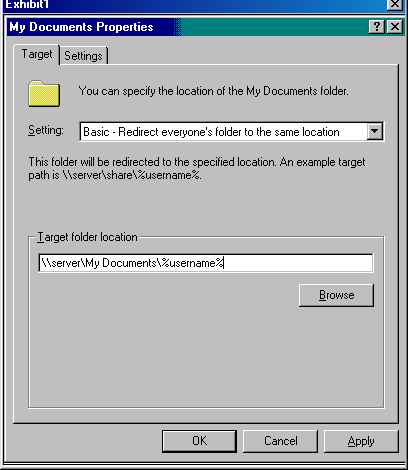 Exhibit1
My Documents Properties
Target Settings
You can specify the location of the My Documents folder.
Setting: Basic - Redirect everyone's folder to the same location
This folder will be redirected to the specified location. An example target
path is \\server\share\%username%.
Target folder location
\\server\My Documents\%username%
Browse
OK Cancel Apply